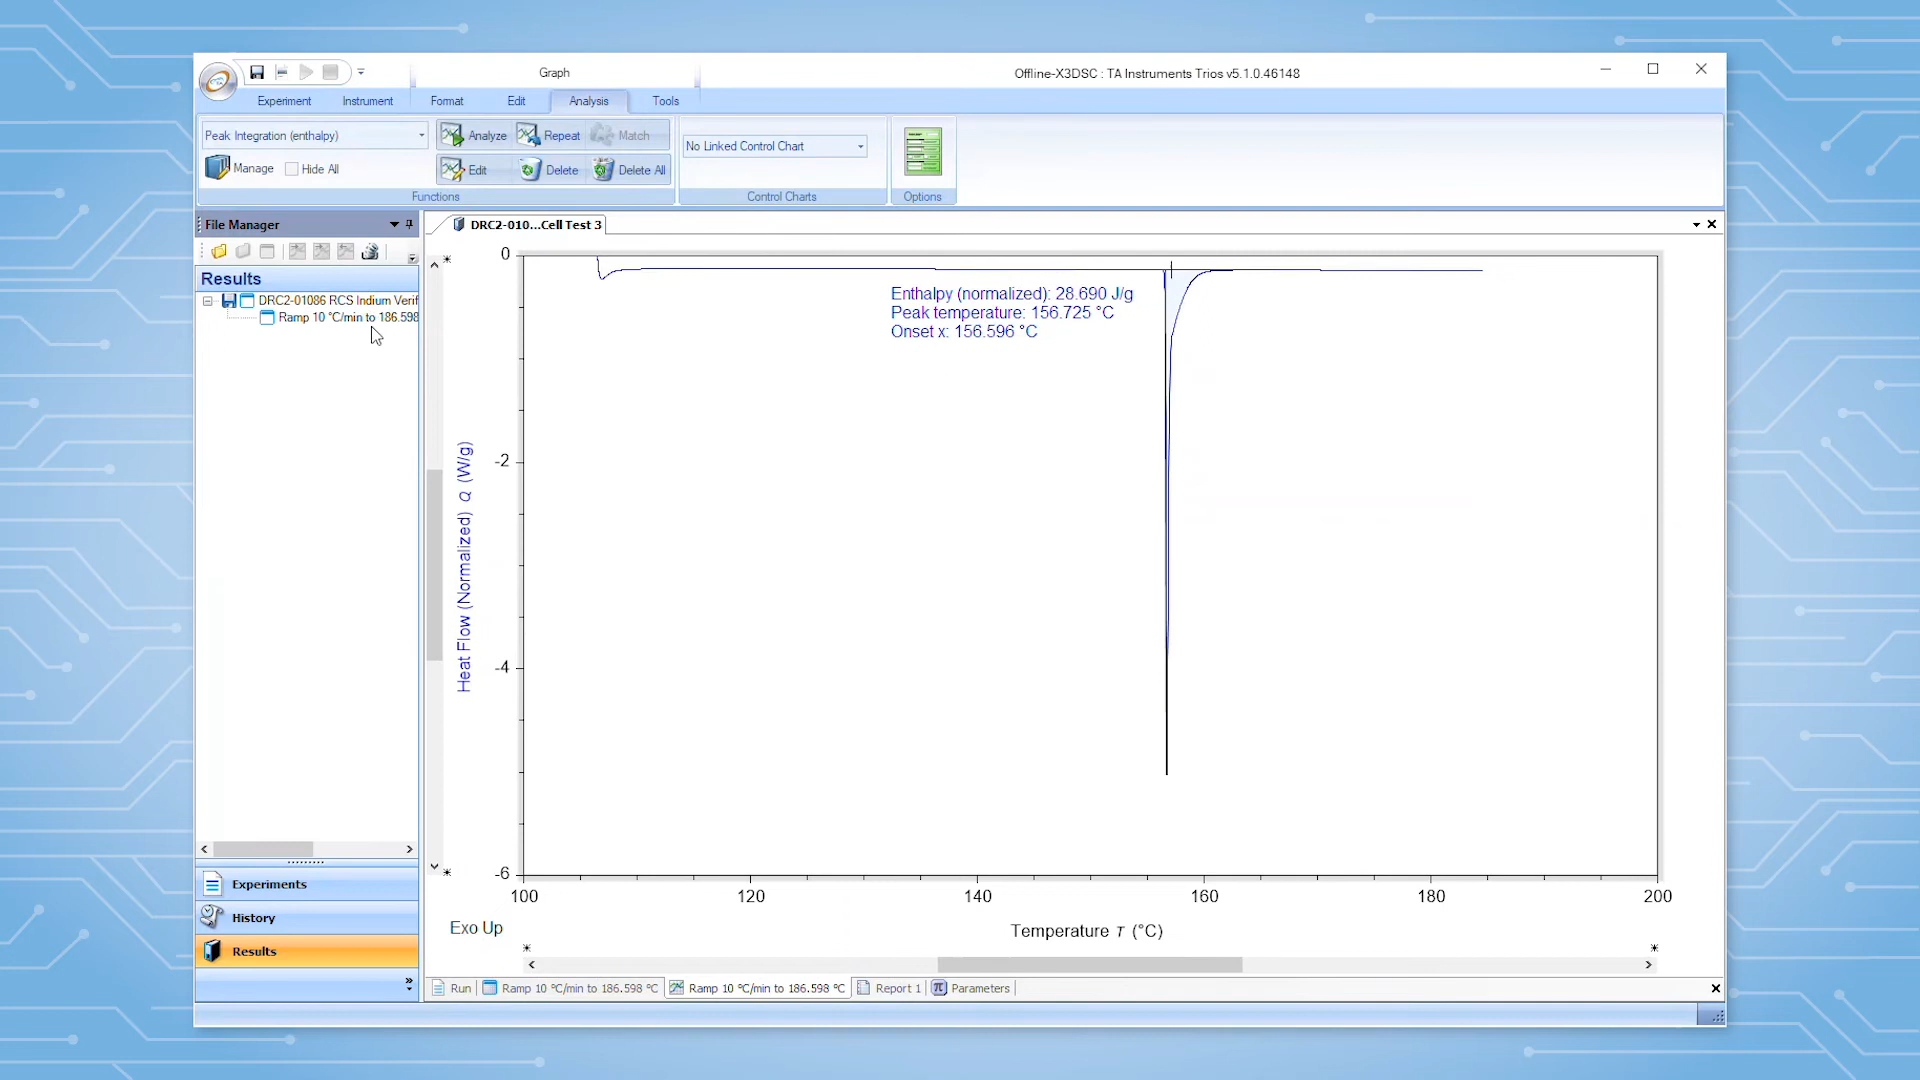 Graph
Offline-X3DSC : TA Instruments Trios v5.1.0.46148
Experiment
Instrument
Format
Edit
Analysis
Tools
Peak Integration (enthalpy)
Analyze
Repeat
Match
No Linked Control Chart
Manage
Hide All
Edit
Delete
Delete All
Functions
Control Charts
Options
File Manager
DRC2-010...Cell Test 3
Results
DRC2-01086 RCS Indium Verif
Ramp 10 °C/min to 186.598
Enthalpy (normalized): 28.690 J/g
Peak temperature: 156.725 °C
Onset x: 156.596 °C
Heat Flow (Normalized) Q (W/g)
0
-2
-4
-6
100
120
140
160
180
200
Exo Up
Temperature T (°C)
Experiments
History
Results
Run
Ramp 10 °C/min to 186.598 °C
Ramp 10 °C/min to 186.598 °C
Report 1
π Parameters